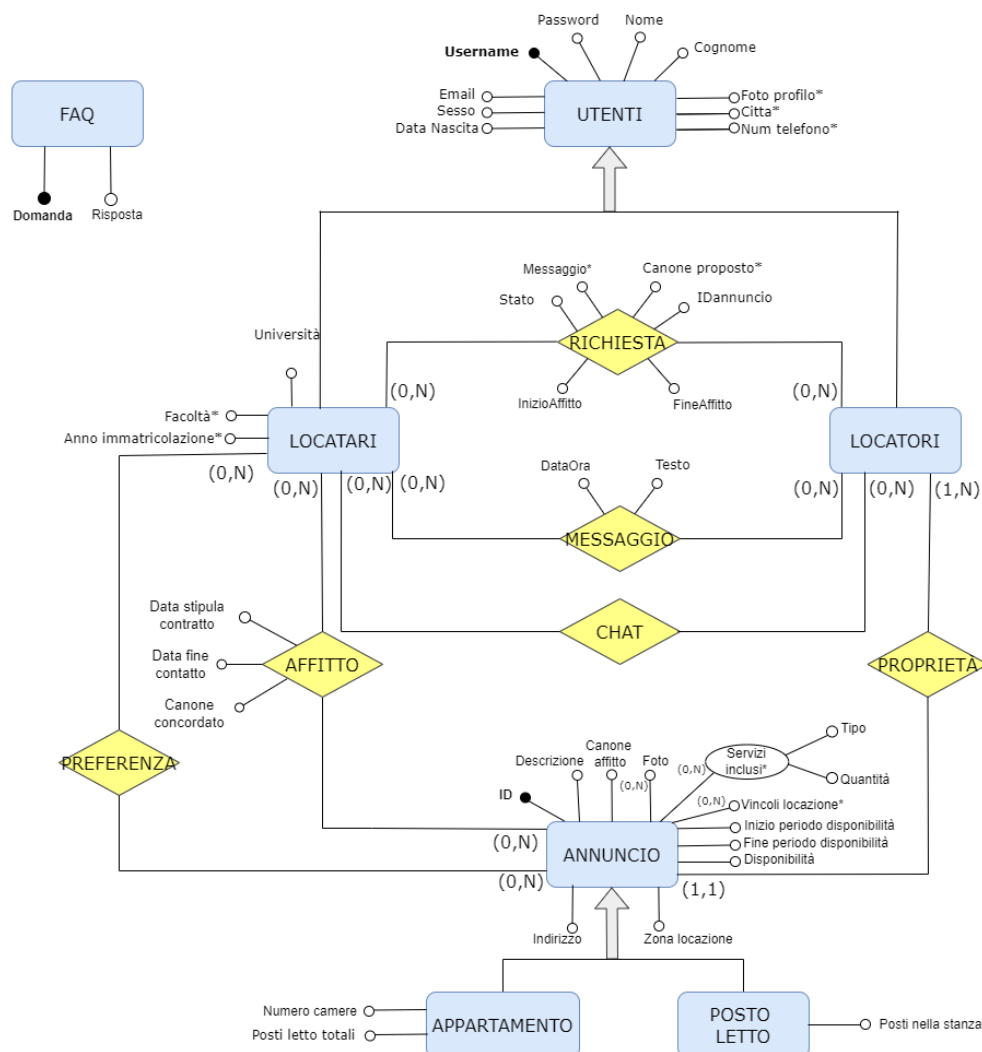 Password
Nome
Username
Cognome
FAQ
Email
Sesso
Data Nascita
UTENTI
Foto profilo*
Citta*
Num telefono*
Domanda
Risposta
Messaggio*
Canone proposto*
Stato
IDannuncio
RICHIESTA
InizioAffitto
FineAffitto
Università
(0,N)
(0,N)
Facoltà*
Anno immatricolazione*
LOCATARI
LOCATORI
(0,N)
(0,N)
(0,N)
(0,N)
DataOra
Testo
(0,N)
(0,N)
(1,N)
MESSAGGIO
CHAT
Data stipula
contratto
Data fine
contatto
Canone
concordato
AFFITTO
PROPRIETA
PREFERENZA
Descrizione
Canone
affitto
Foto
(0,N)
(0,N)
Servizi
inclusi*
Tipo
Quantità
ID
(0,N)
Vincoli locazione*
Inizio periodo disponibilità
Fine periodo disponibilità
Disponibilità
(0,N)
ANNUNCIO
(0,N)
(1,1)
Indirizzo
Zona locazione
Numero camere
Posti letto totali
APPARTAMENTO
POSTO
LETTO
Posti nella stanza